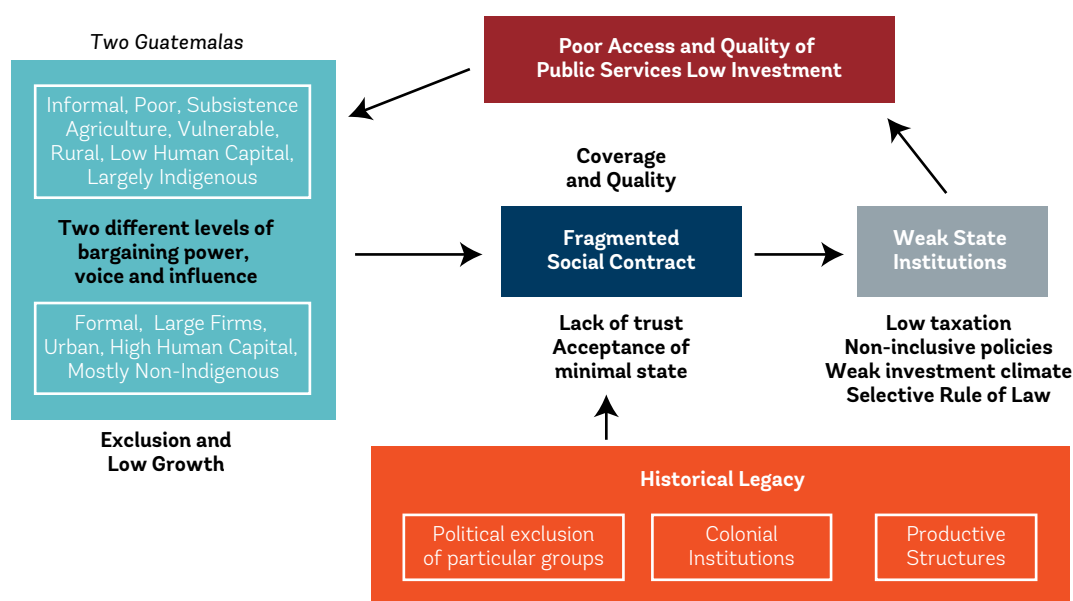 Two Guatemalas
Informal, Poor, Subsistence
Agriculture, Vulnerable,
Rural, Low Human Capital,
Largely Indigenous
Two different levels of
bargaining power,
voice and influence
Formal, Large Firms,
Urban, High Human Capital,
Mostly Non-Indigenous
Exclusion and
Low Growth
Poor Access and Quality of
Public Services Low Investment
Coverage
and Quality
Fragmented
Social Contract
Lack of trust
Acceptance of
minimal state
Weak State
Institutions
Low taxation
Non-inclusive policies
Weak investment climate
Selective Rule of Law
Historical Legacy
Political exclusion
of particular groups
Colonial
Institutions
Productive
Structures